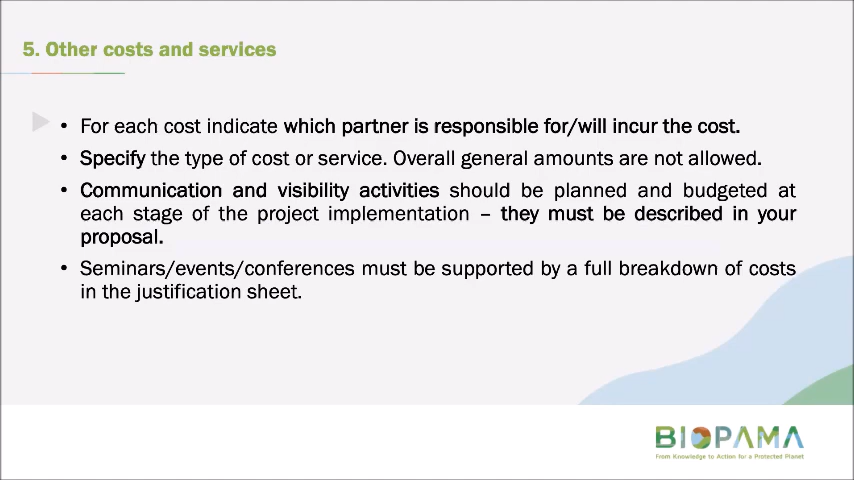 5. Other costs and services
• For each cost indicate which partner is responsible for/will incur the cost.
• Specify the type of cost or service. Overall general amounts are not allowed.
• Communication and visibility activities should be planned and budgeted at
each stage of the project implementation – they must be described in your
proposal.
• Seminars/events/conferences must be supported by a full breakdown of costs
in the justification sheet.
BIOPAMA
From Knowledge to Action for a Protected Planet